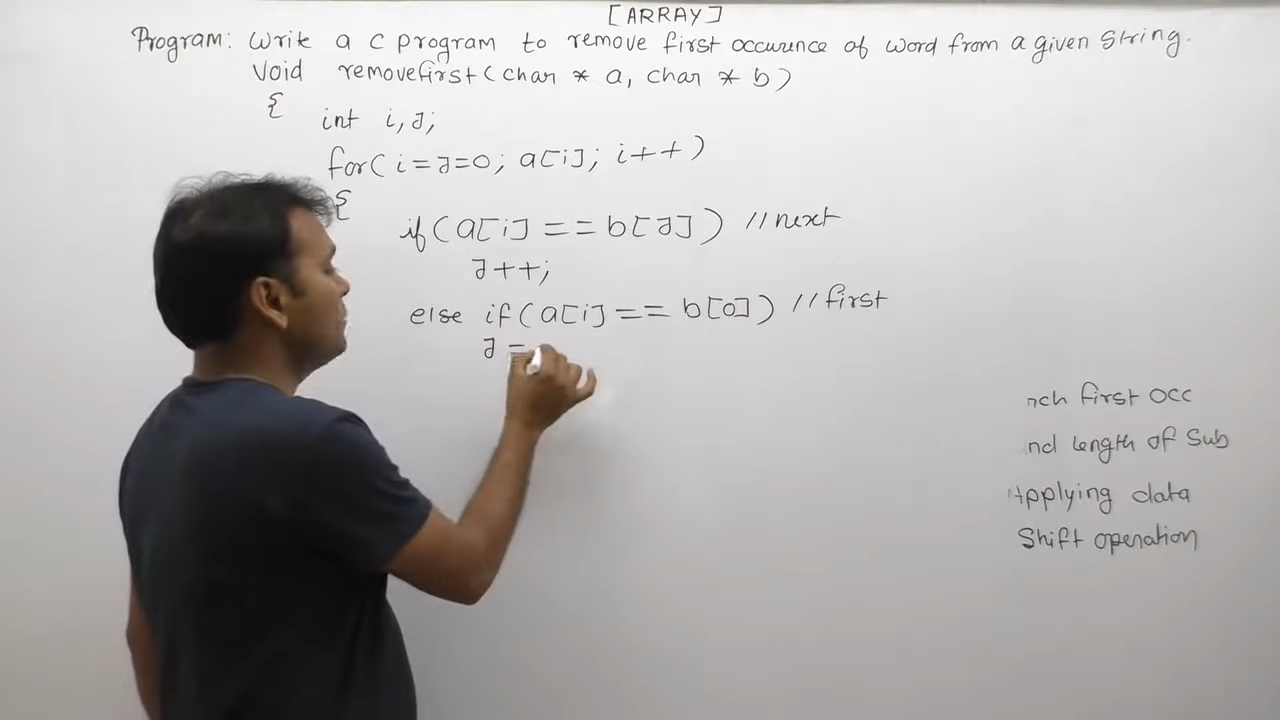 [ARRAY]
Program: Write a C program to remove first occurence of word from a given string.
void removefirst(char * a, char * b)
{
int i,J;
for(i=J=0; a[i]; i++)
{
if(a[i]==b[J]) //next
J++;
else if(a[i]==b[0]) //first
J=
first occ
length of sub
Applying data
shift operation